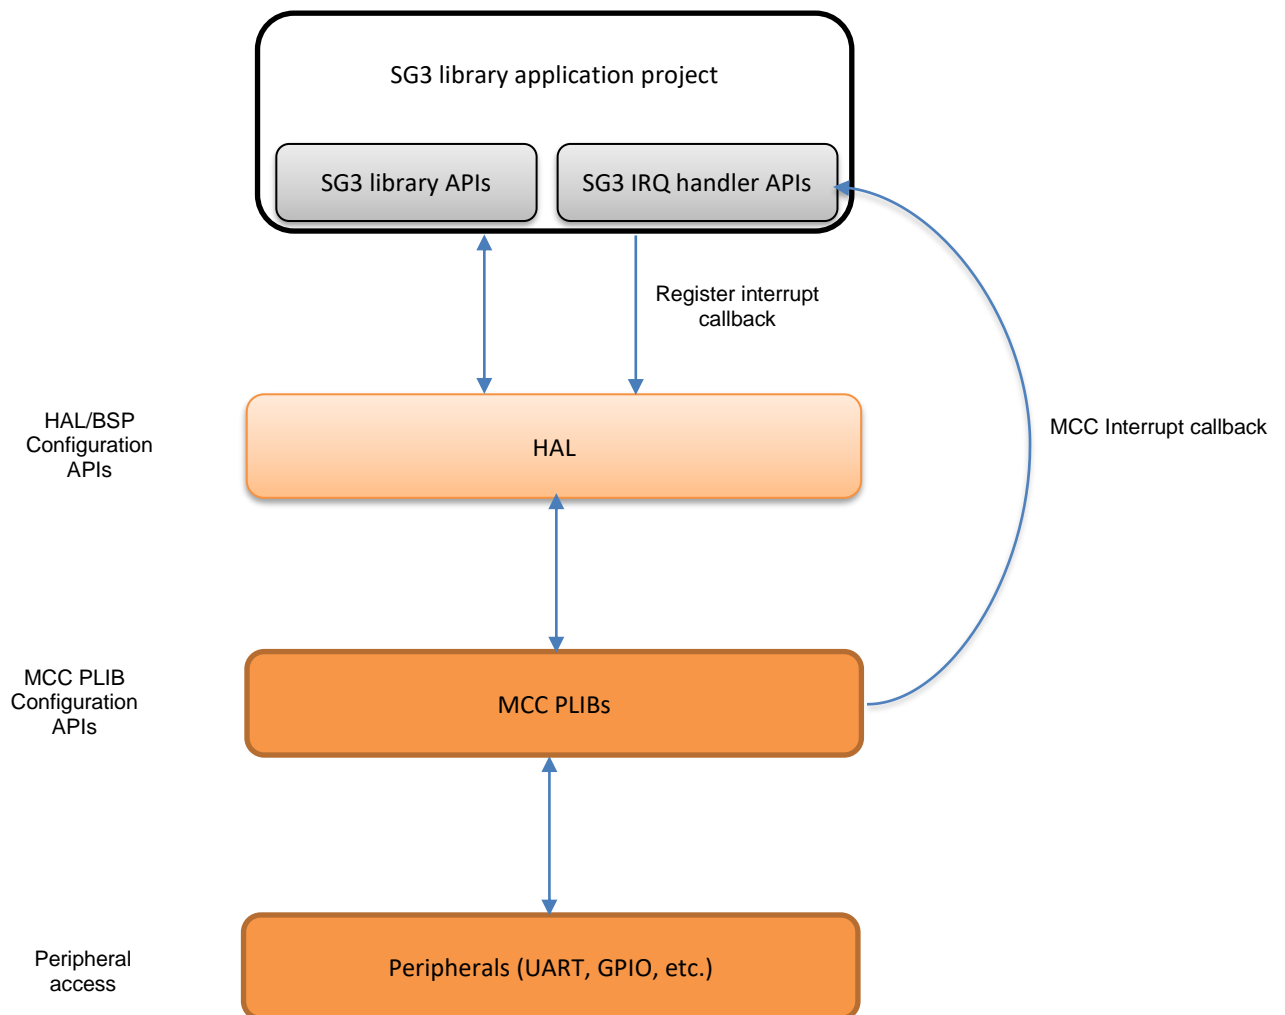 SG3 library application project
SG3 library APIs
SG3 IRQ handler APIs
Register interrupt
callback
HAL/BSP
Configuration
APIs
HAL
MCC Interrupt callback
MCC PLIB
Configuration
APIs
MCC PLIBs
Peripheral
access
Peripherals (UART, GPIO, etc.)